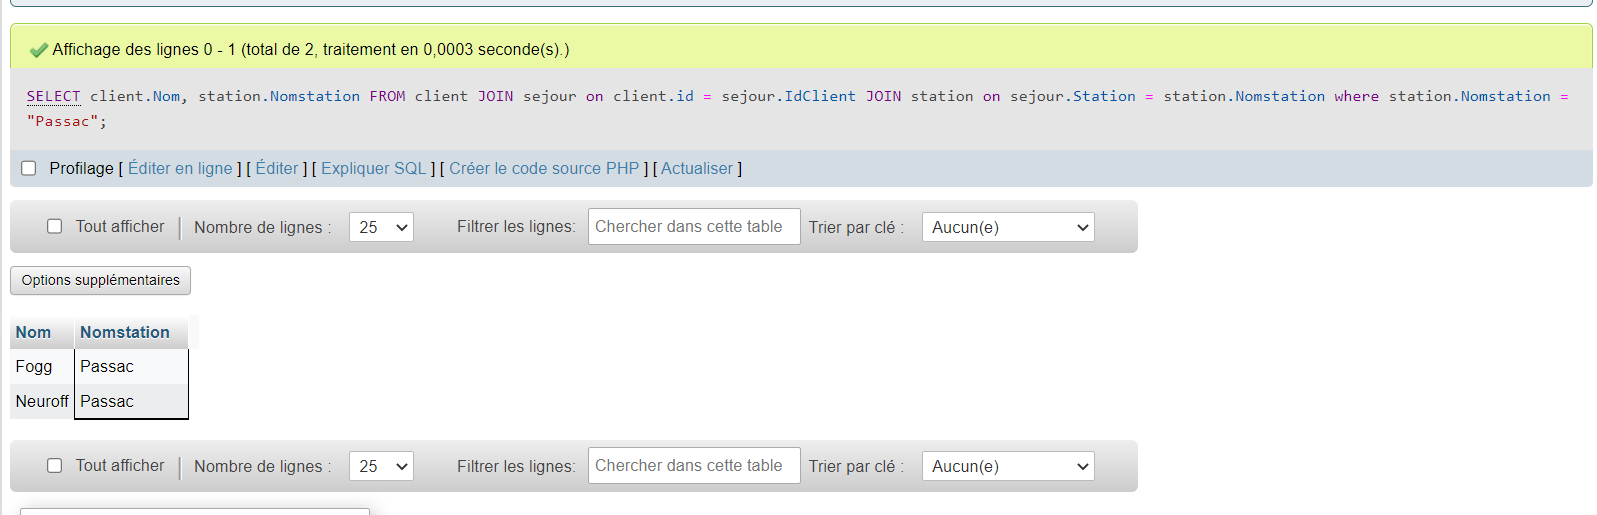 Affichage des lignes 0 - 1 (total de 2, traitement en 0,0003 seconde(s).)
SELECT client.Nom, station.Nomstation FROM client JOIN sejour on client.id = sejour.IdClient JOIN station on sejour.Station = station.Nomstation where station.Nomstation =
"Passac";
Profilage [ Éditer en ligne ] [ Éditer ] [ Expliquer SQL ] [ Créer le code source PHP ] [ Actualiser ]
Tout afficher Nombre de lignes : 25 Filtrer les lignes: Chercher dans cette table Trier par clé : Aucun(e)
Options supplémentaires
Nom Nomstation
Fogg Passac
Neuroff Passac
Tout afficher Nombre de lignes : 25 Filtrer les lignes: Chercher dans cette table Trier par clé : Aucun(e)